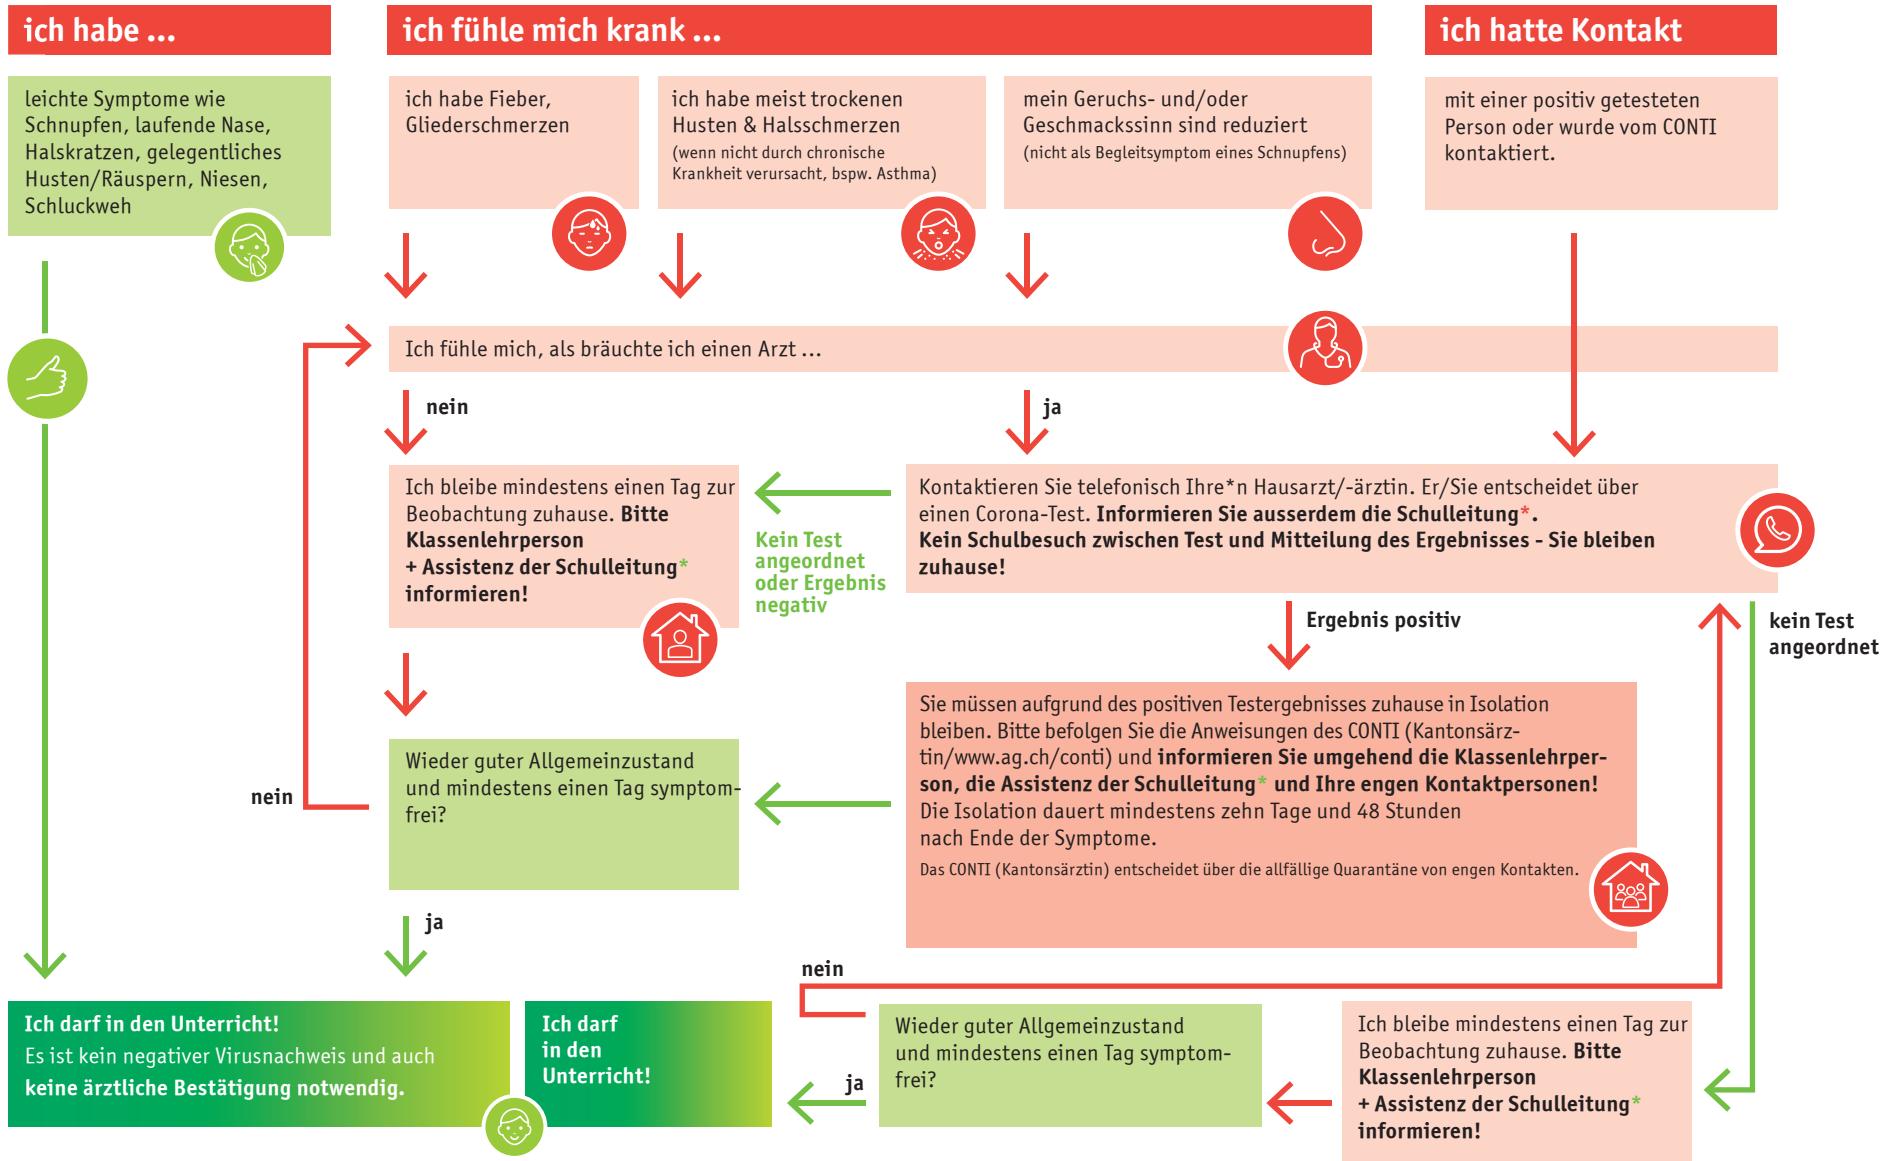 ich habe ...
ich fühle mich krank ...
ich hatte Kontakt
leichte Symptome wie
Schnupfen, laufende Nase,
Halskratzen, gelegentliches
Husten/Räuspern, Niesen,
Schluckweh
ich habe Fieber,
Gliederschmerzen
ich habe meist trockenen
Husten & Halsschmerzen
(wenn nicht durch chronische
Krankheit verursacht, bspw. Asthma)
mein Geruchs- und/oder
Geschmackssinn sind reduziert
(nicht als Begleitsymptom eines Schnupfens)
mit einer positiv getesteten
Person oder wurde vom CONTI
kontaktiert.
Ich fühle mich, als bräuchte ich einen Arzt ...
nein
ja
Ich bleibe mindestens einen Tag zur
Beobachtung zuhause. Bitte
Klassenlehrperson
+ Assistenz der Schulleitung*
informieren!
Kein Test
angeordnet
oder Ergebnis
negativ
Kontaktieren Sie telefonisch Ihre*n Hausarzt/-ärztin. Er/Sie entscheidet über
einen Corona-Test. Informieren Sie ausserdem die Schulleitung*.
Kein Schulbesuch zwischen Test und Mitteilung des Ergebnisses - Sie bleiben
zuhause!
Ergebnis positiv
kein Test
angeordnet
Sie müssen aufgrund des positiven Testergebnisses zuhause in Isolation
bleiben. Bitte befolgen Sie die Anweisungen des CONTI (Kantonsärz-
tin/www.ag.ch/conti) und informieren Sie umgehend die Klassenlehrper-
son, die Assistenz der Schulleitung* und Ihre engen Kontaktpersonen!
Die Isolation dauert mindestens zehn Tage und 48 Stunden
nach Ende der Symptome.
Das CONTI (Kantonsärztin) entscheidet über die allfällige Quarantäne von engen Kontakten.
Wieder guter Allgemeinzustand
und mindestens einen Tag symptom-
frei?
nein
ja
nein
Ich darf in den Unterricht!
Es ist kein negativer Virusnachweis und auch
keine ärztliche Bestätigung notwendig.
Ich darf
in den
Unterricht!
ja
Wieder guter Allgemeinzustand
und mindestens einen Tag symptom-
frei?
Ich bleibe mindestens einen Tag zur
Beobachtung zuhause. Bitte
Klassenlehrperson
+ Assistenz der Schulleitung*
informieren!